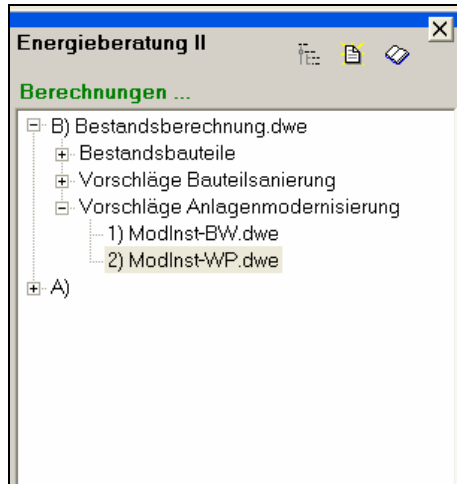 Energieberatung II
Berechnungen ...
B) Bestandsberechnung.dwe
Bestandsbauteile
Vorschläge Bauteilsanierung
Vorschläge Anlagenmodernisierung
1) ModInst-BW.dwe
2) ModInst-WP.dwe
A)